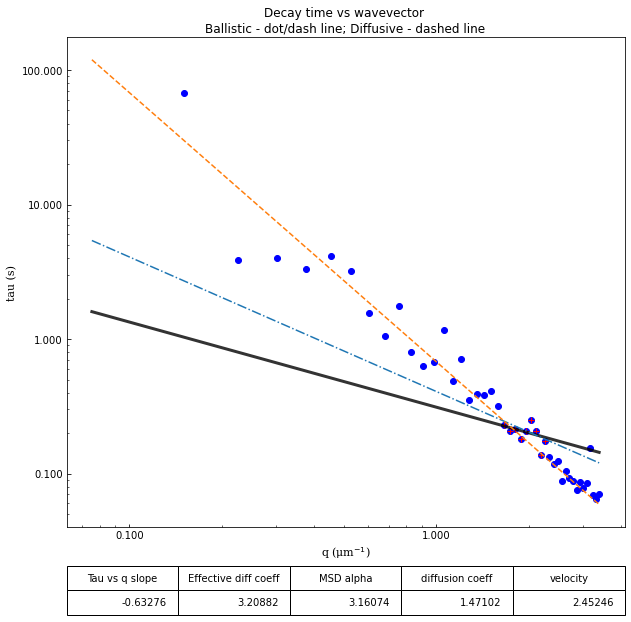 Decay time vs wavevector
Ballistic - dot/dash line; Diffusive - dashed line
100.000
10.000
1.000
0.100
tau (s)
0.100 1.000
q (μm⁻¹)
Tau vs q slope Effective diff coeff MSD alpha diffusion coeff velocity
-0.63276 3.20882 3.16074 1.47102 2.45246